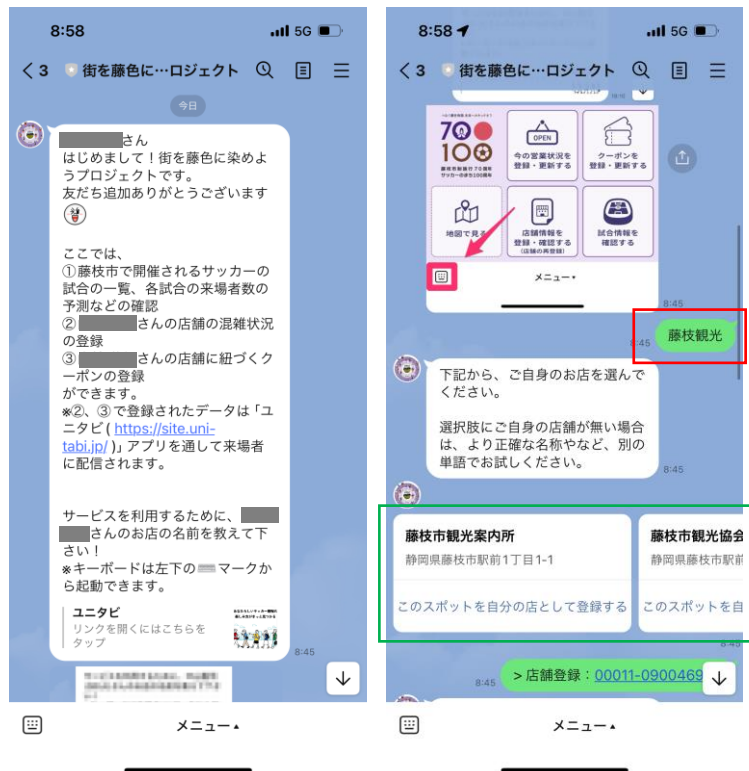 8:58
5G
3
街を藤色に…ロジェクト
今日
さん
はじめまして！街を藤色に染めよ
うプロジェクトです。
友だち追加ありがとうございます
ここでは、
①藤枝市で開催されるサッカーの
試合の一覧、各試合の来場者数の
予測などの確認
② さんの店舗の混雑状況
の登録
③ さんの店舗に紐づくク
ーポンの登録
ができます。
※②、③で登録されたデータは「ユ
ニタビ( https://site.uni-
tabi.jp/ )」アプリを通して来場者
に配信されます。
サービスを利用するために、
さんのお店の名前を教えて下
さい！
※キーボードは左下の マークか
ら起動できます。
ユニタビ
リンクを開くにはこちらを
タップ
8:45
メニュー▲
8:58
5G
3
街を藤色に…ロジェクト
70
100
OPEN
今の営業状況を
登録・更新する
クーポンを
登録・更新する
地図で見る
店舗情報を
登録・確認する
(店舗の再登録)
試合情報を
確認する
メニュー▲
8:45
8:45
藤枝観光
下記から、ご自身のお店を選んで
ください。
選択肢にご自身の店舗が無い場合
は、より正確な名称やなど、別の
単語でお試しください。
8:45
藤枝市観光案内所
静岡県藤枝市駅前1丁目1-1
このスポットを自分の店として登録する
藤枝市観光協会
静岡県藤枝市駅前
このスポットを自
8:45
8:45
＞店舗登録：00011-0900469
メニュー▲